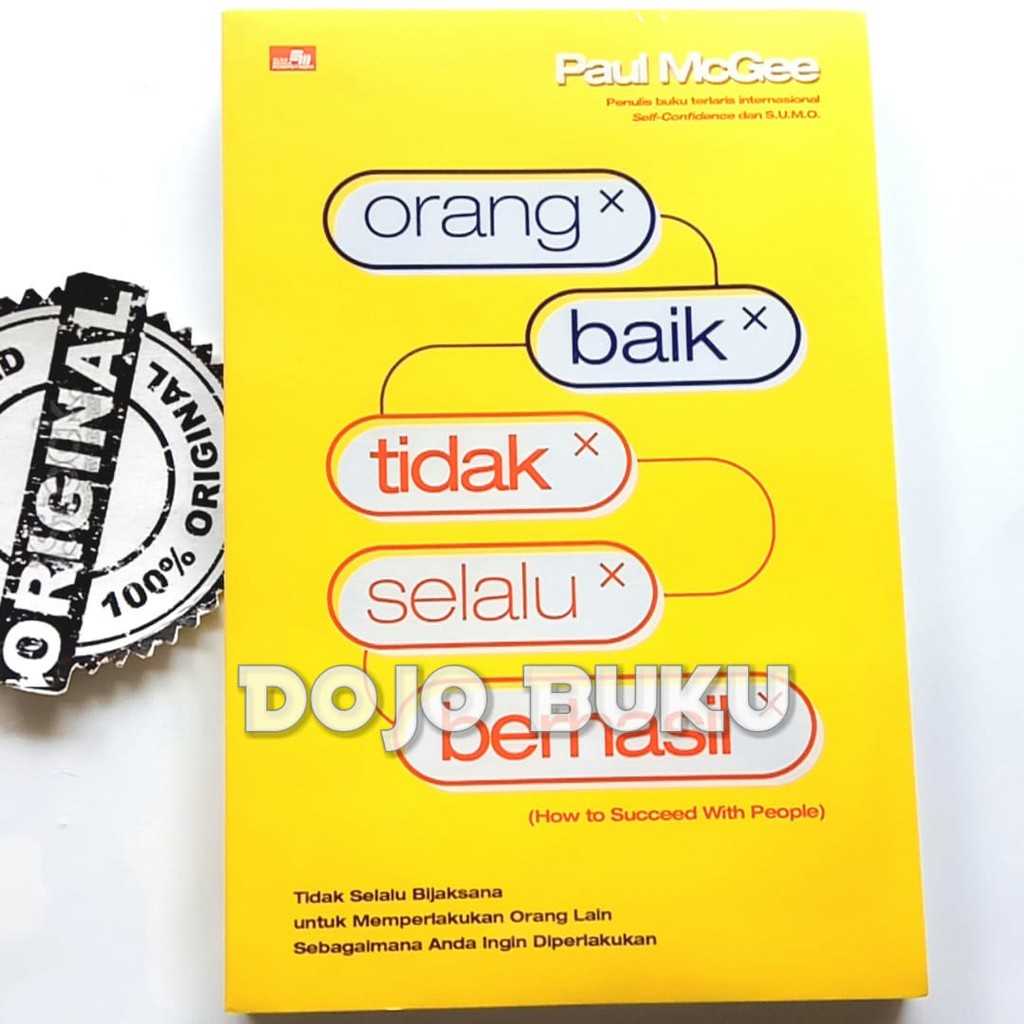 Paul McGee
Penulis buku terlaris internasional
Self-Confidence dan S.U.M.O.
orang
baik
tidak
selalu
berhasil
DOJO BUKU
(How to Succeed With People)
Tidak Selalu Bijaksana
untuk Memperlakukan Orang Lain
Sebagaimana Anda Ingin Diperlakukan
ORIGINAL
100% ORIGINAL